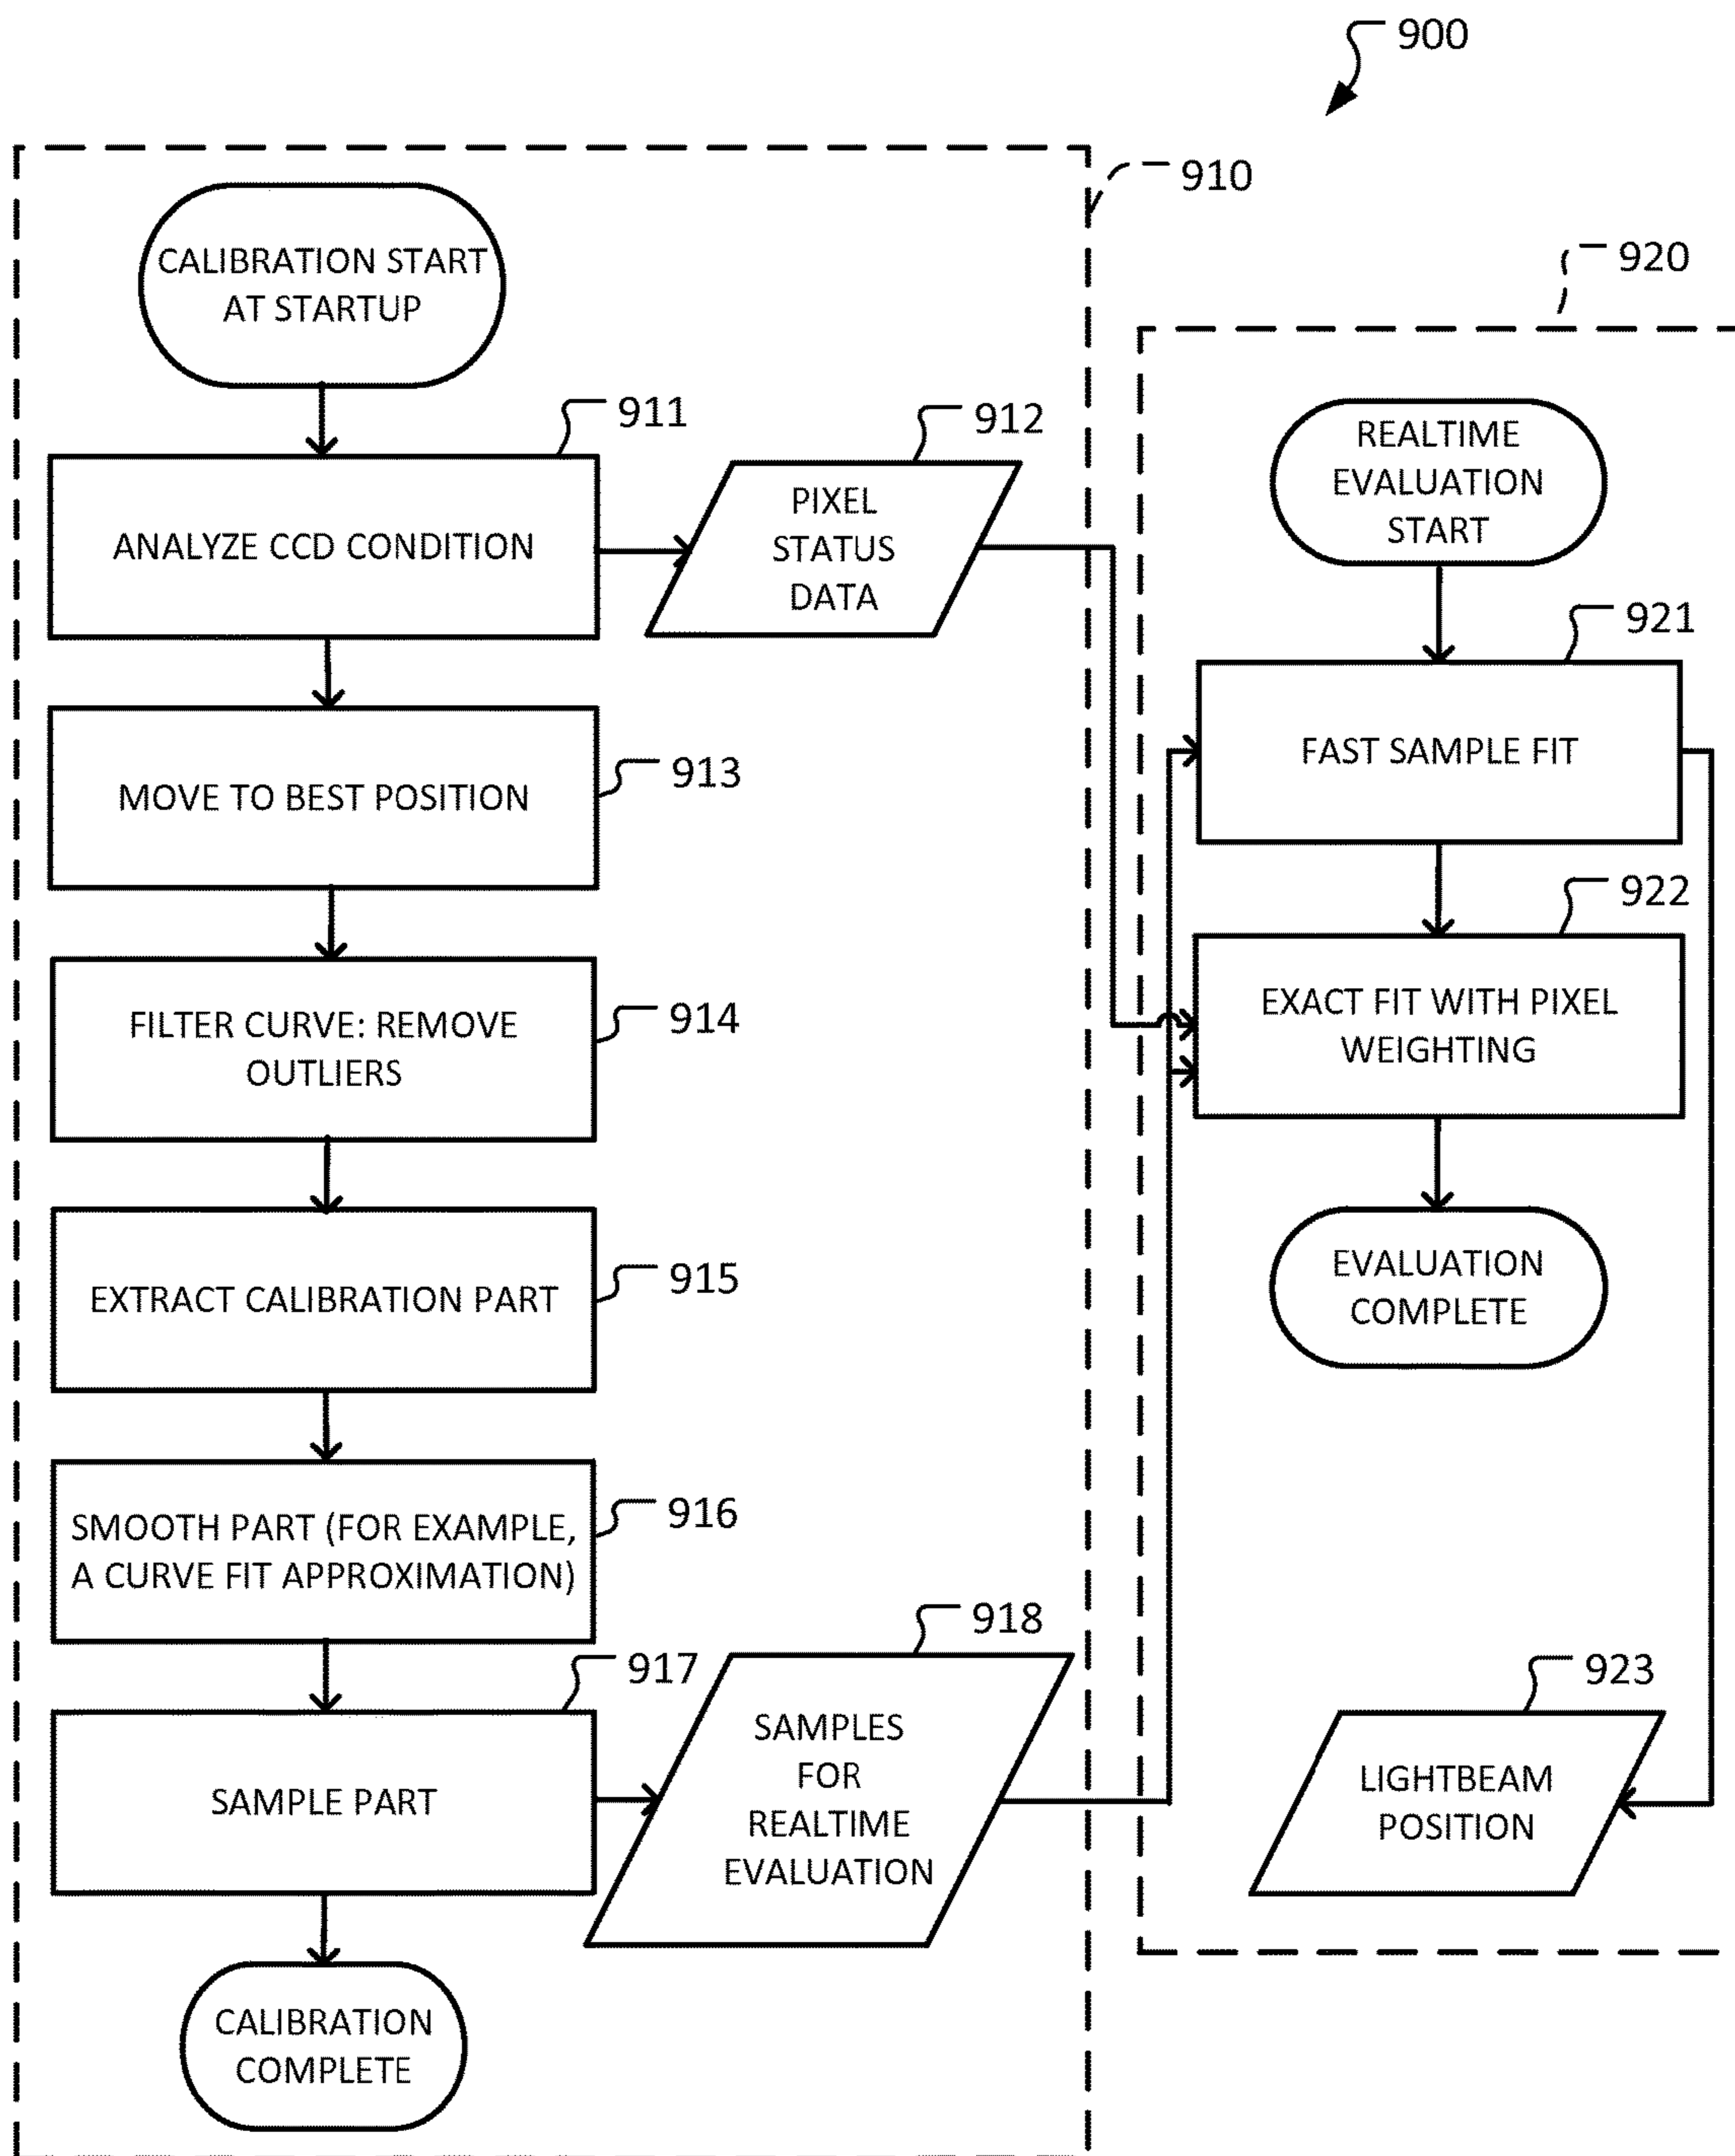 900
910
CALIBRATION START
AT STARTUP
911
ANALYZE CCD CONDITION
912
PIXEL
STATUS
DATA
MOVE TO BEST POSITION
913
FILTER CURVE: REMOVE
OUTLIERS
914
EXTRACT CALIBRATION PART
915
SMOOTH PART (FOR EXAMPLE,
A CURVE FIT APPROXIMATION)
916
917
SAMPLE PART
918
SAMPLES
FOR
REALTIME
EVALUATION
CALIBRATION
COMPLETE
920
REALTIME
EVALUATION
START
921
FAST SAMPLE FIT
922
EXACT FIT WITH PIXEL
WEIGHTING
EVALUATION
COMPLETE
923
LIGHTBEAM
POSITION